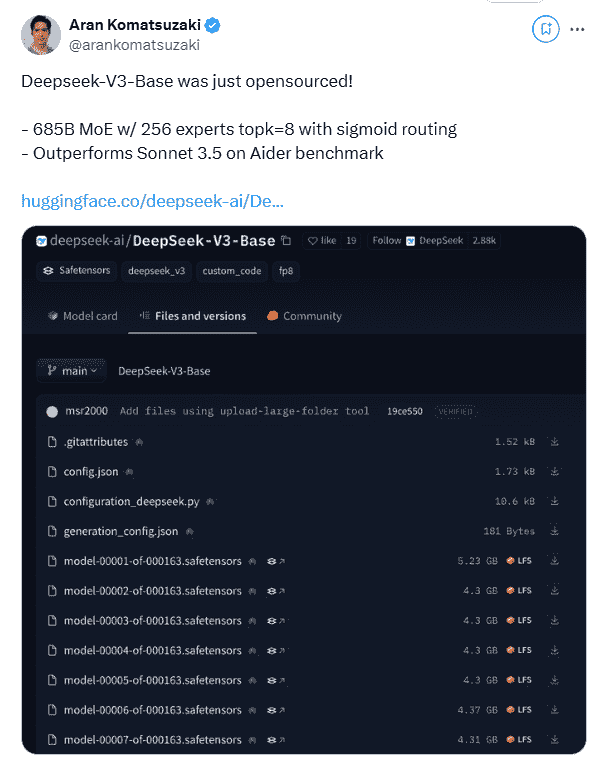 Aran Komatsuzaki
@arankomatsuzaki
Deepseek-V3-Base was just opensourced!
- 685B MoE w/ 256 experts topk=8 with sigmoid routing
- Outperforms Sonnet 3.5 on Aider benchmark
huggingface.co/deepseek-ai/De...
deepseek-ai/DeepSeek-V3-Base like 19 Follow DeepSeek 2.88k
Safetensors deepseek_v3 custom_code fp8
Model card Files and versions Community
main DeepSeek-V3-Base
msr2000 Add files using upload-large-folder tool 19ce550 VERIFIED
.gitattributes 1.52 kB
config.json 1.73 kB
configuration_deepseek.py 10.6 kB
generation_config.json 181 Bytes
model-00001-of-000163.safetensors 5.23 GB LFS
model-00002-of-000163.safetensors 4.3 GB LFS
model-00003-of-000163.safetensors 4.3 GB LFS
model-00004-of-000163.safetensors 4.3 GB LFS
model-00005-of-000163.safetensors 4.3 GB LFS
model-00006-of-000163.safetensors 4.37 GB LFS
model-00007-of-000163.safetensors 4.31 GB LFS